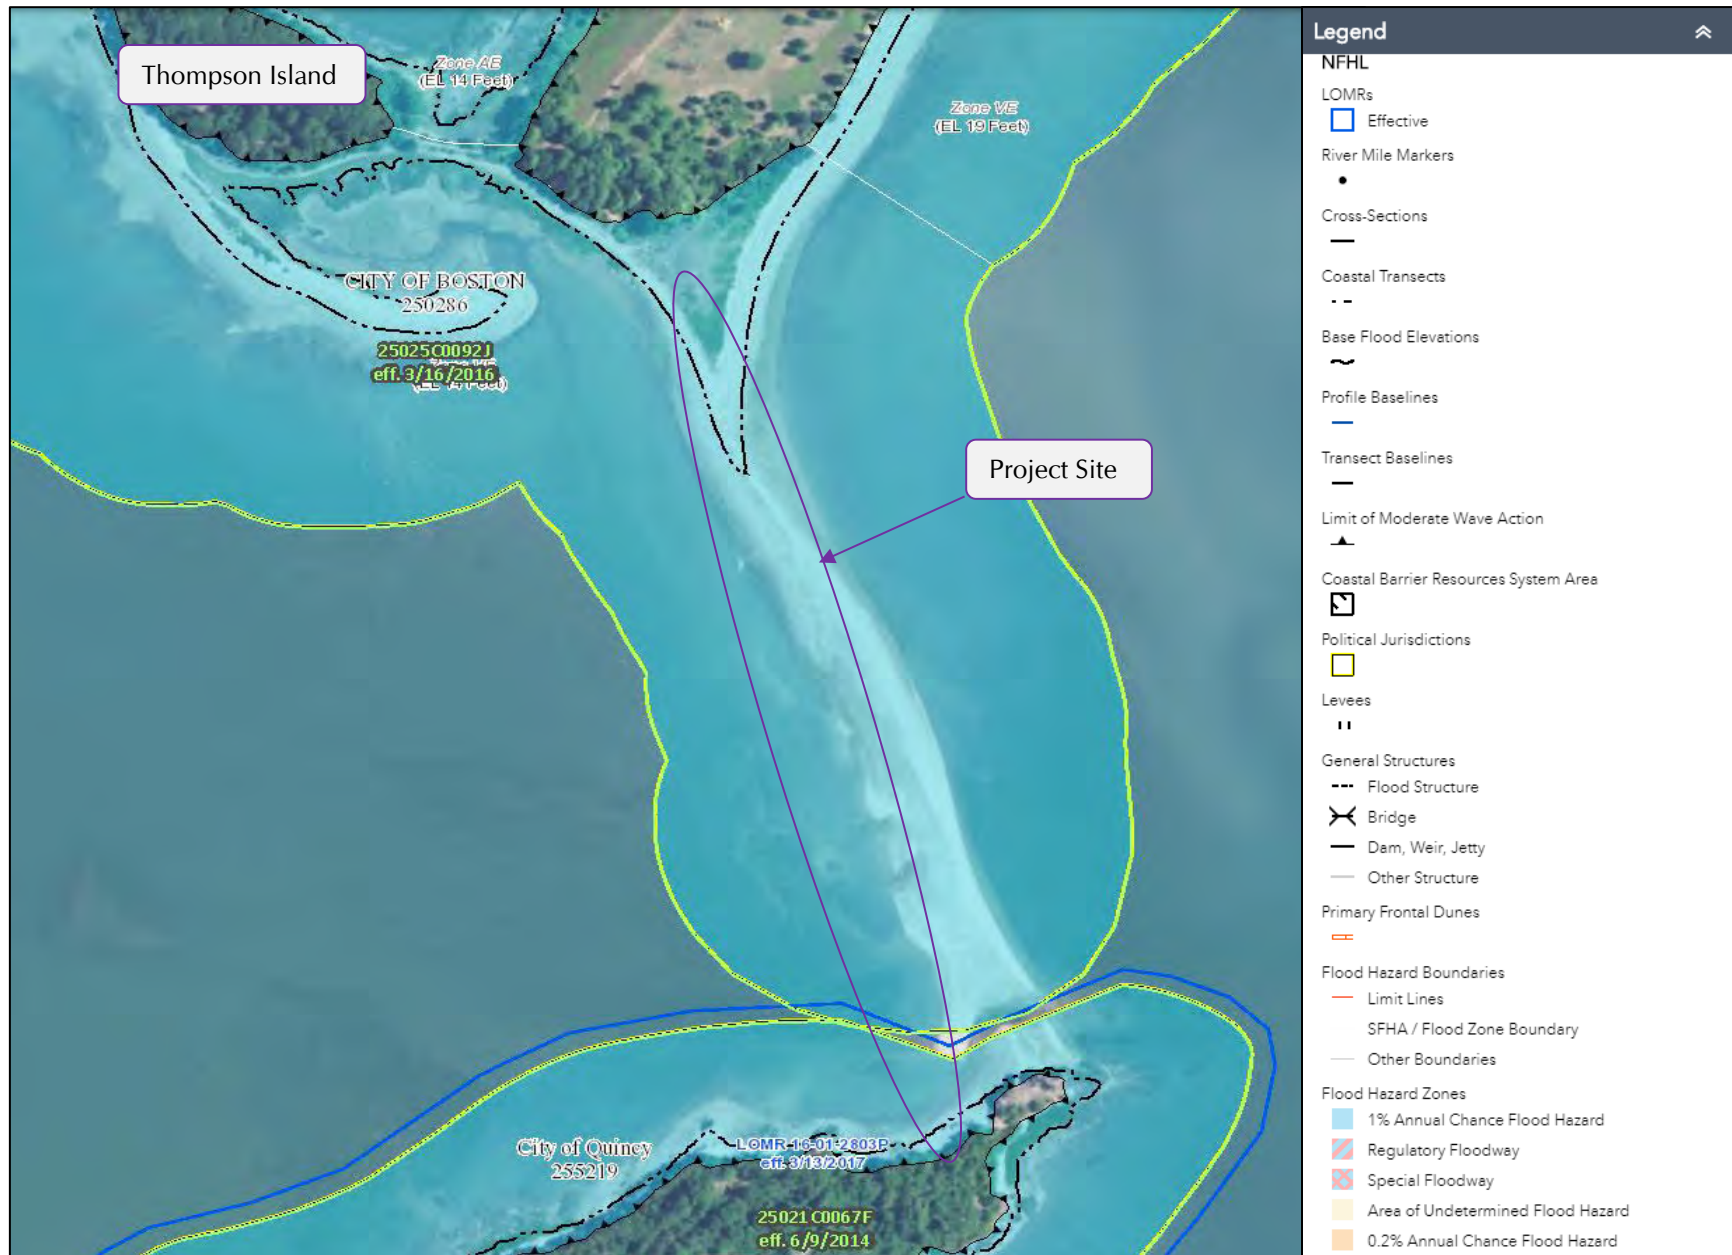 Thompson Island
Zone AE
(EL 14 Feet)
Zone VE
(EL 19 Feet)
CITY OF BOSTON
250286
25025C0092J
eff. 3/16/2016
Project Site
City of Quincy
255219
LOMR 16-01-2803P
eff. 3/13/2017
25021C0067F
eff. 6/9/2014
Legend
NFHL
LOMRs
Effective
River Mile Markers
Cross-Sections
Coastal Transects
Base Flood Elevations
Profile Baselines
Transect Baselines
Limit of Moderate Wave Action
Coastal Barrier Resources System Area
Political Jurisdictions
Levees
General Structures
Flood Structure
Bridge
Dam, Weir, Jetty
Other Structure
Primary Frontal Dunes
Flood Hazard Boundaries
Limit Lines
SFHA / Flood Zone Boundary
Other Boundaries
Flood Hazard Zones
1% Annual Chance Flood Hazard
Regulatory Floodway
Special Floodway
Area of Undetermined Flood Hazard
0.2% Annual Chance Flood Hazard